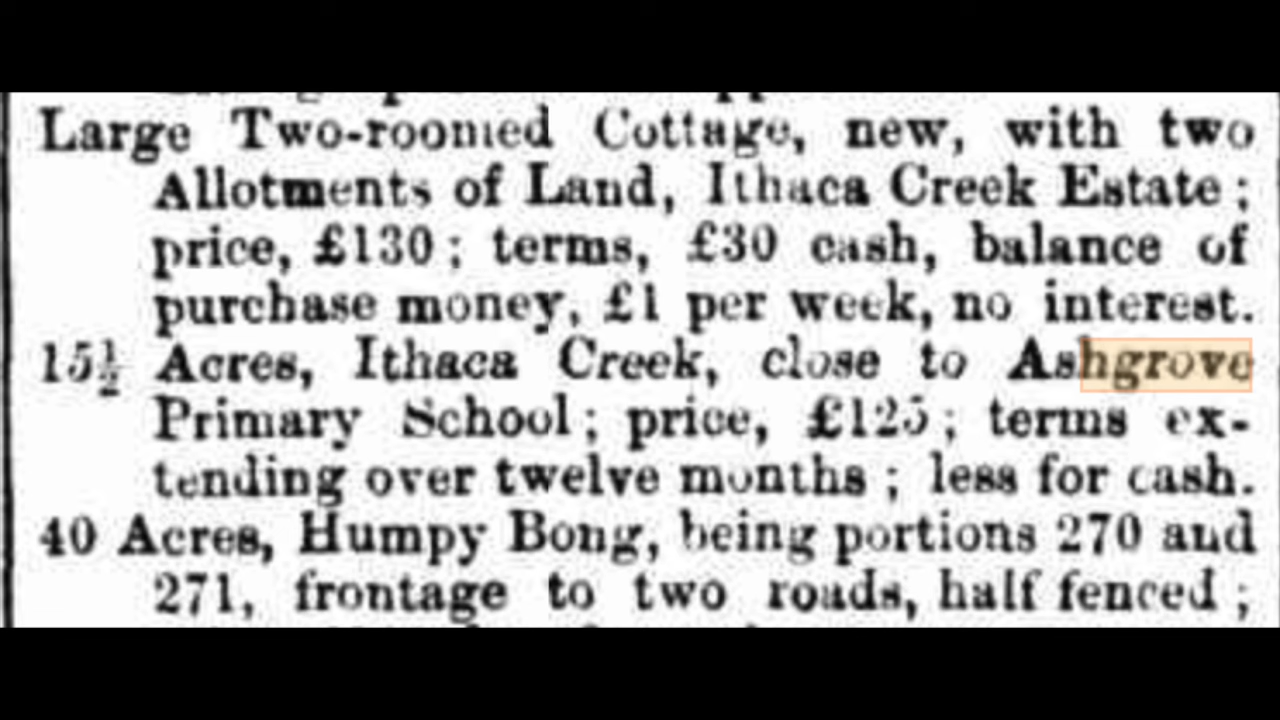 Large Two-roomed Cottage, new, with two
Allotments of Land, Ithaca Creek Estate;
price, £130; terms, £30 cash, balance of
purchase money, £1 per week, no interest.
15½ Acres, Ithaca Creek, close to Ashgrove
Primary School; price, £125; terms ex-
tending over twelve months; less for cash.
40 Acres, Humpy Bong, being portions 270 and
271, frontage to two roads, half fenced;